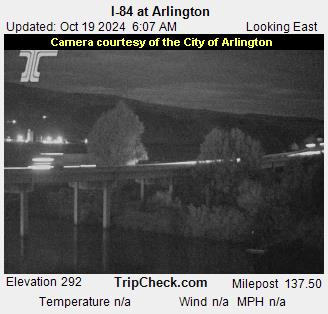 I-84 at Arlington
Updated: Oct 19 2024 6:07 AM Looking East
Camera courtesy of the City of Arlington
Elevation 292 TripCheck.com Milepost 137.50
Temperature n/a Wind n/a MPH n/a